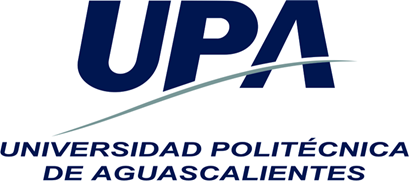 UPA
UNIVERSIDAD POLITÉCNICA
DE AGUASCALIENTES